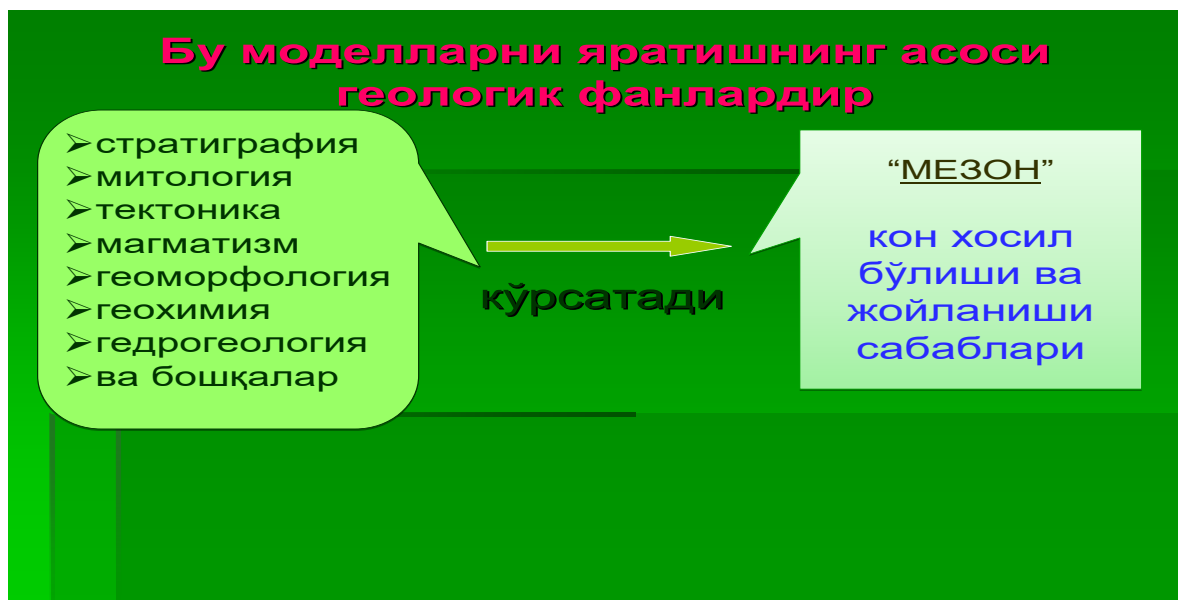 Бу моделларни яратишнинг асоси
геологик фанлардир
➢стратиграфия
➢митология
➢тектоника
➢магматизм
➢геоморфология
➢геохимия
➢гедрогеология
➢ва бошқалар
кўрсатади
“МЕЗОН”
кон хосил
бўлиши ва
жойланиши
сабаблари